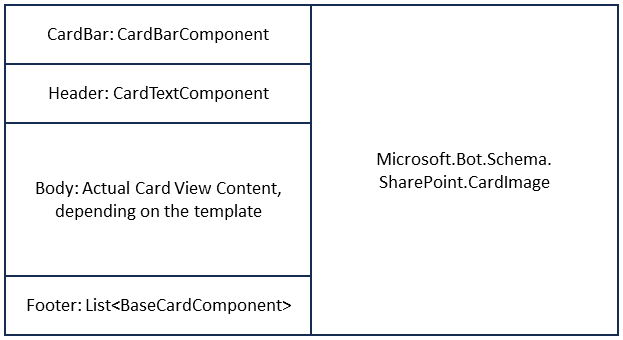 CardBar: CardBarComponent
Header: CardTextComponent
Body: Actual Card View Content,
depending on the template
Footer: List<BaseCardComponent>
Microsoft.Bot.Schema.
SharePoint.CardImage